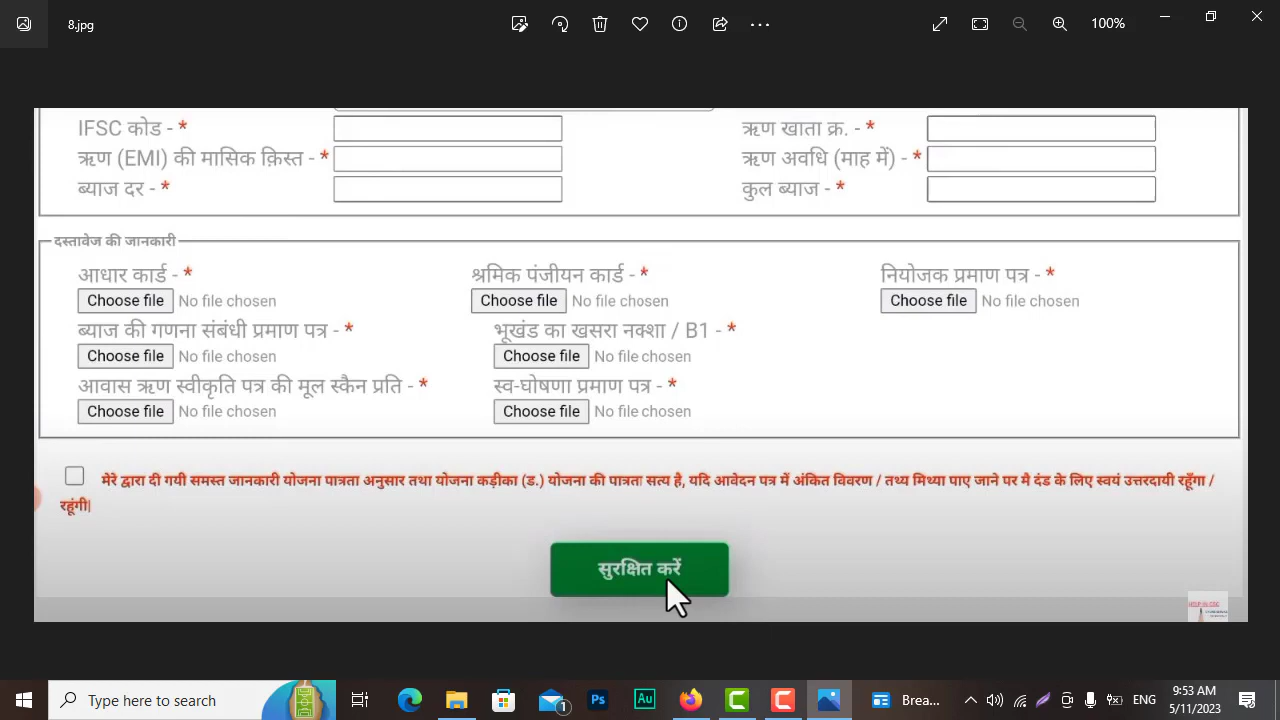 8.jpg
100%
IFSC कोड - *
ऋण खाता क्र. - *
ऋण (EMI) की मासिक क़िस्त - *
ऋण अवधि (माह में) - *
ब्याज दर - *
कुल ब्याज - *
दस्तावेज की जानकारी
आधार कार्ड - *
श्रमिक पंजीयन कार्ड - *
नियोजक प्रमाण पत्र - *
Choose file No file chosen
Choose file No file chosen
Choose file No file chosen
ब्याज की गणना संबंधी प्रमाण पत्र - *
भूखंड का खसरा नक्शा / B1 - *
Choose file No file chosen
Choose file No file chosen
आवास ऋण स्वीकृति पत्र की मूल स्कैन प्रति - *
स्व-घोषणा प्रमाण पत्र - *
Choose file No file chosen
Choose file No file chosen
मेरे द्वारा दी गयी समस्त जानकारी योजना पात्रता अनुसार तथा योजना कड़ीका (ड.) योजना की पात्रता सत्य है, यदि आवेदन पत्र में अंकित विवरण / तथ्य मिथ्या पाए जाने पर मै दंड के लिए स्वयं उत्तरदायी रहूँगा /
रहूंगी|
सुरक्षित करें
Type here to search
1
Ps
Au
Brea...
ENG
9:53 AM
5/11/2023